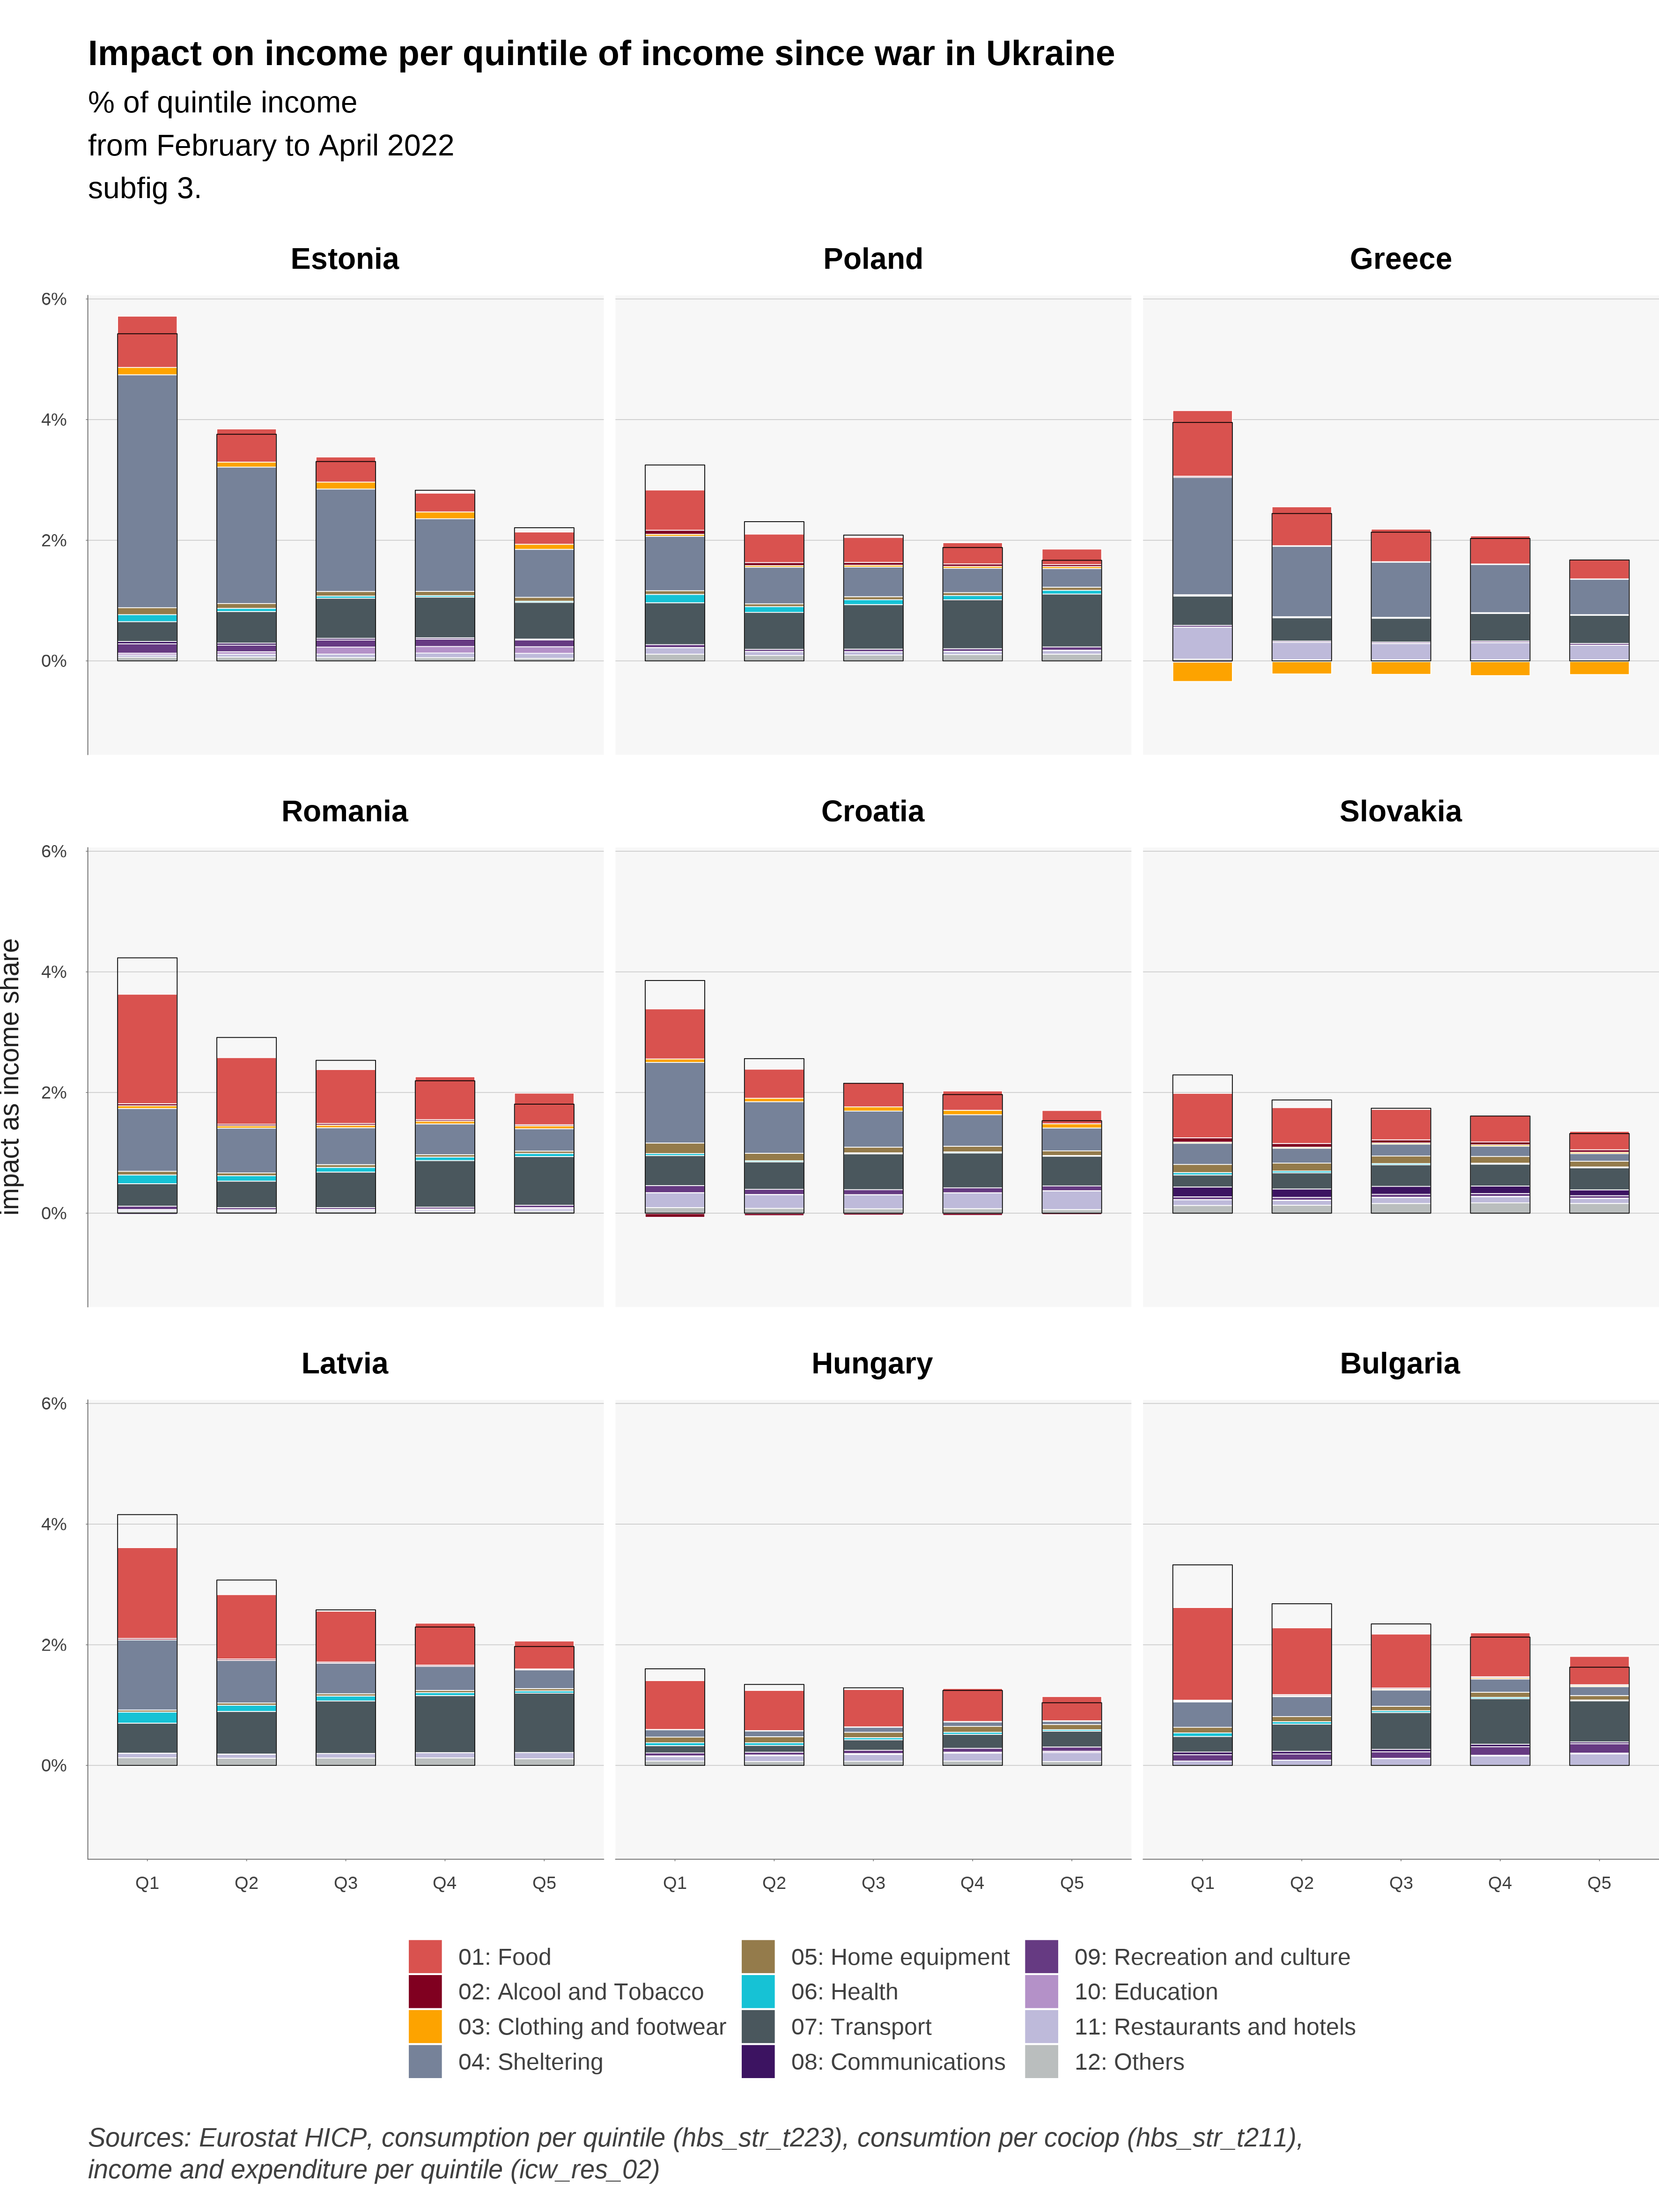 Impact on income per quintile of income since war in Ukraine
% of quintile income
from February to April 2022
subfig 3.
Estonia
Poland
Greece
6%
4%
2%
0%
Romania
Croatia
Slovakia
6%
4%
2%
0%
impact as income share
Latvia
Hungary
Bulgaria
6%
4%
2%
0%
Q1 Q2 Q3 Q4 Q5
Q1 Q2 Q3 Q4 Q5
Q1 Q2 Q3 Q4 Q5
01: Food
02: Alcool and Tobacco
03: Clothing and footwear
04: Sheltering
05: Home equipment
06: Health
07: Transport
08: Communications
09: Recreation and culture
10: Education
11: Restaurants and hotels
12: Others
Sources: Eurostat HICP, consumption per quintile (hbs_str_t223), consumtion per cociop (hbs_str_t211),
income and expenditure per quintile (icw_res_02)